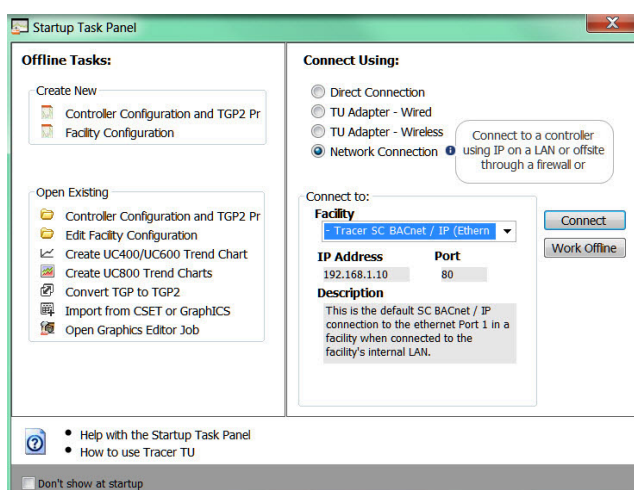 Startup Task Panel
Offline Tasks:
Create New
Controller Configuration and TGP2 Pr
Facility Configuration
Open Existing
Controller Configuration and TGP2 Pr
Edit Facility Configuration
Create UC400/UC600 Trend Chart
Create UC800 Trend Charts
Convert TGP to TGP2
Import from CSET or GraphICS
Open Graphics Editor Job
Connect Using:
Direct Connection
TU Adapter - Wired
TU Adapter - Wireless
Network Connection
Connect to a controller
using IP on a LAN or offsite
through a firewall or
Connect to:
Facility
- Tracer SC BACnet / IP (Ethern
IP Address Port
192.168.1.10 80
Description
This is the default SC BACnet / IP
connection to the ethernet Port 1 in a
facility when connected to the
facility's internal LAN.
Connect
Work Offline
• Help with the Startup Task Panel
• How to use Tracer TU
Don't show at startup